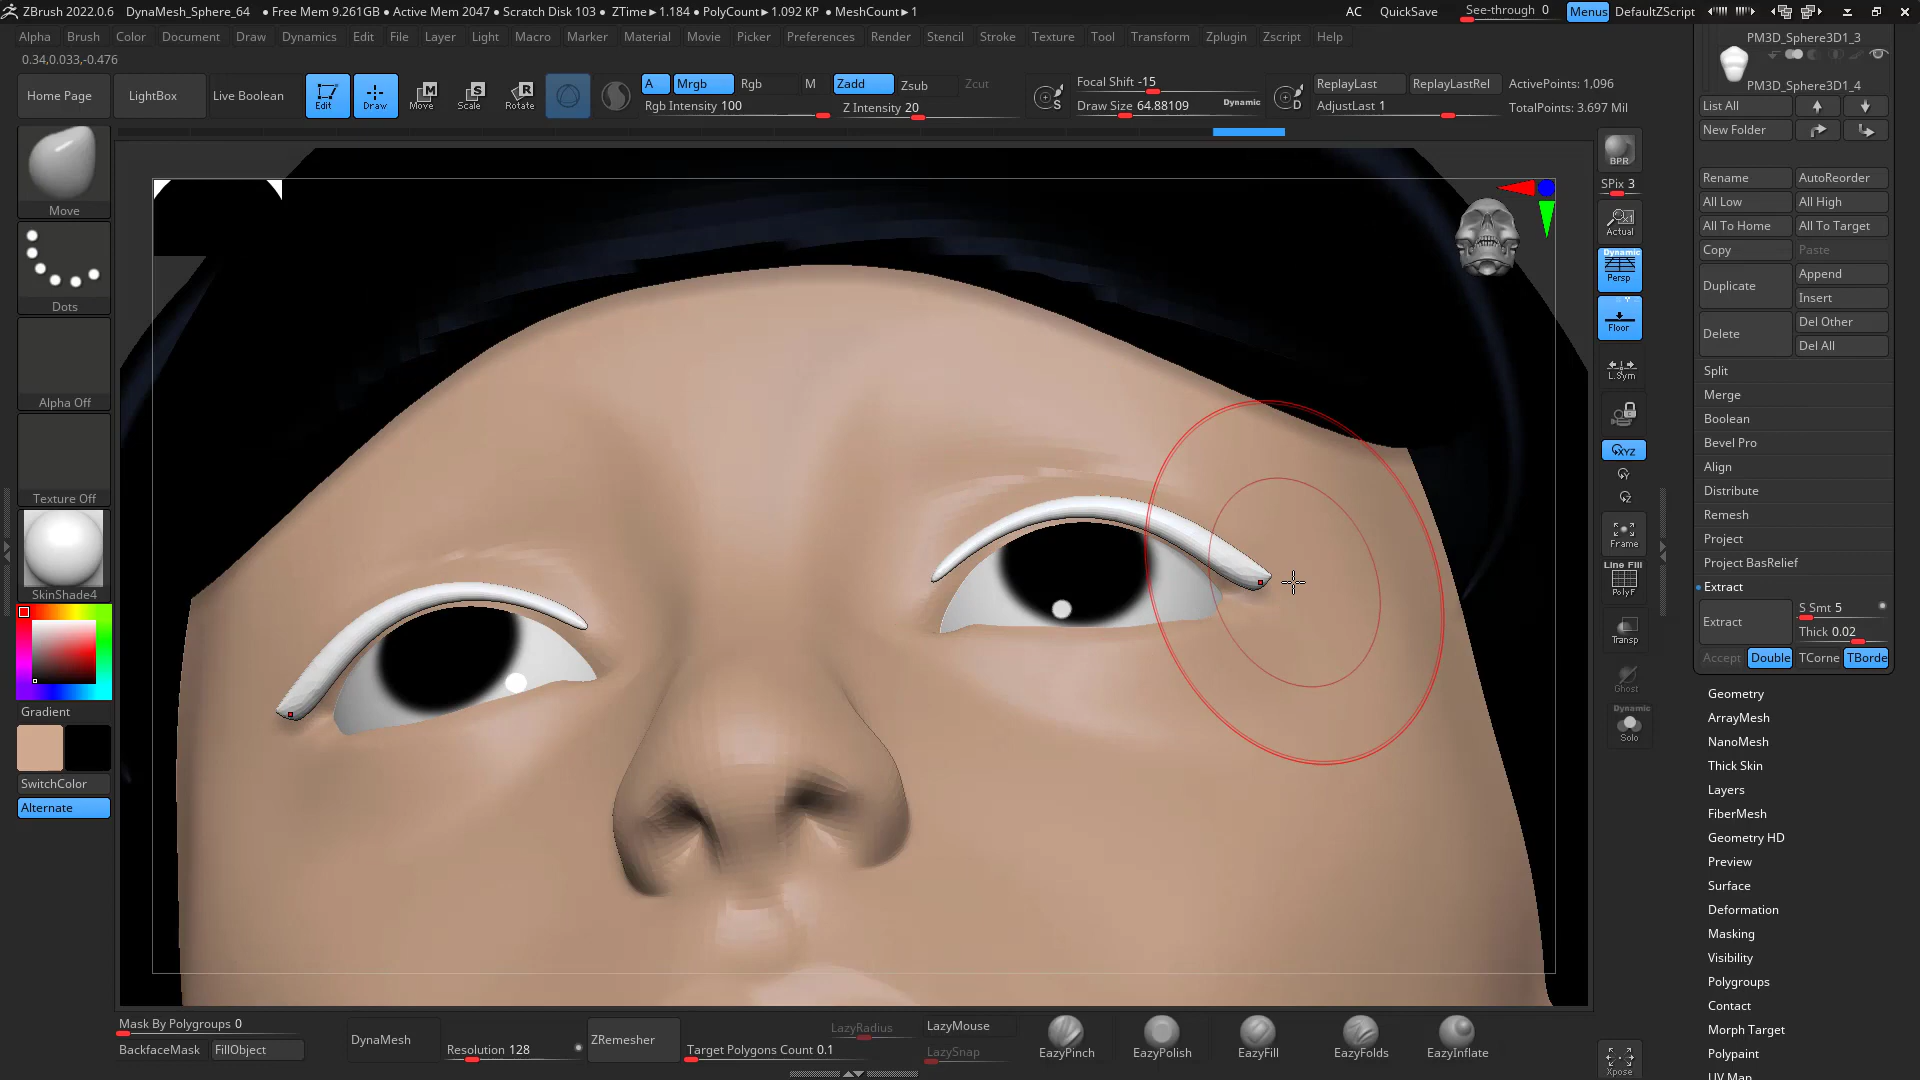 ZBrush 2022.0.6 DynaMesh_Sphere_64 • Free Mem 9.261GB • Active Mem 2047 • Scratch Disk 103 • ZTime►1.184 • PolyCount►1.092 KP • MeshCount►1 AC QuickSave See-through 0 Menus DefaultZScript
Alpha Brush Color Document Draw Dynamics Edit File Layer Light Macro Marker Material Movie Picker Preferences Render Stencil Stroke Texture Tool Transform Zplugin Zscript Help
0.34,0.033,-0.476
Home Page LightBox Live Boolean Edit Draw Move Scale Rotate
A Mrgb Rgb M Zadd Zsub Zcut
Rgb Intensity 100 Z Intensity 20
Focal Shift -15
Draw Size 64.88109 Dynamic
S D
ReplayLast ReplayLastRel ActivePoints: 1,096
AdjustLast 1 TotalPoints: 3.697 Mil
Move
Dots
Alpha Off
Texture Off
SkinShade4
Gradient
SwitchColor
Alternate
BPR
SPix 3
Actual
Dynamic
Persp
Floor
L.Sym
XYZ
Y
Z
Frame
Line Fill
PolyF
Transp
Ghost
Dynamic
Solo
Xpose
PM3D_Sphere3D1_3
PM3D_Sphere3D1_4
List All
New Folder
Rename AutoReorder
All Low All High
All To Home All To Target
Copy Paste
Duplicate Append
Insert
Delete Del Other
Del All
Split
Merge
Boolean
Bevel Pro
Align
Distribute
Remesh
Project
Project BasRelief
Extract
Extract S Smt 5
Thick 0.02
Accept Double TCorne TBorde
Geometry
ArrayMesh
NanoMesh
Thick Skin
Layers
FiberMesh
Geometry HD
Preview
Surface
Deformation
Masking
Visibility
Polygroups
Contact
Morph Target
Polypaint
UV Map
Mask By Polygroups 0
BackfaceMask FillObject
DynaMesh
Resolution 128
ZRemesher
LazyRadius LazyMouse
Target Polygons Count 0.1 LazySnap
EazyPinch EazyPolish EazyFill EazyFolds EazyInflate